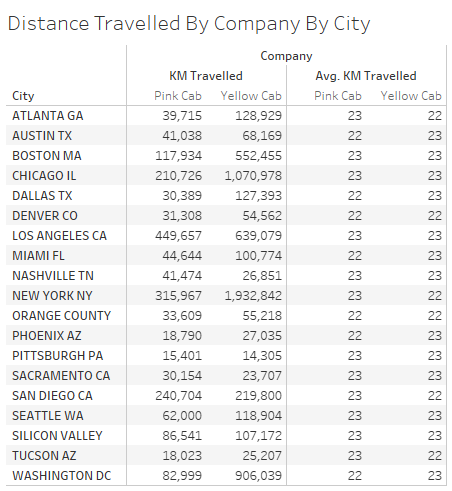 Distance Travelled By Company By City
Company
KM Travelled Avg. KM Travelled
City Pink Cab Yellow Cab Pink Cab Yellow Cab
ATLANTA GA 39,715 128,929 23 22
AUSTIN TX 41,038 68,169 22 23
BOSTON MA 117,934 552,455 23 23
CHICAGO IL 210,726 1,070,978 23 23
DALLAS TX 30,389 127,393 22 23
DENVER CO 31,308 54,562 22 22
LOS ANGELES CA 449,657 639,079 23 23
MIAMI FL 44,644 100,774 22 23
NASHVILLE TN 41,474 26,851 23 23
NEW YORK NY 315,967 1,932,842 23 22
ORANGE COUNTY 33,609 55,218 22 22
PHOENIX AZ 18,790 27,035 22 23
PITTSBURGH PA 15,401 14,305 23 23
SACRAMENTO CA 30,154 23,707 23 23
SAN DIEGO CA 240,704 219,800 23 22
SEATTLE WA 62,000 118,904 23 23
SILICON VALLEY 86,541 107,172 23 23
TUCSON AZ 18,023 25,207 23 22
WASHINGTON DC 82,999 906,039 22 23